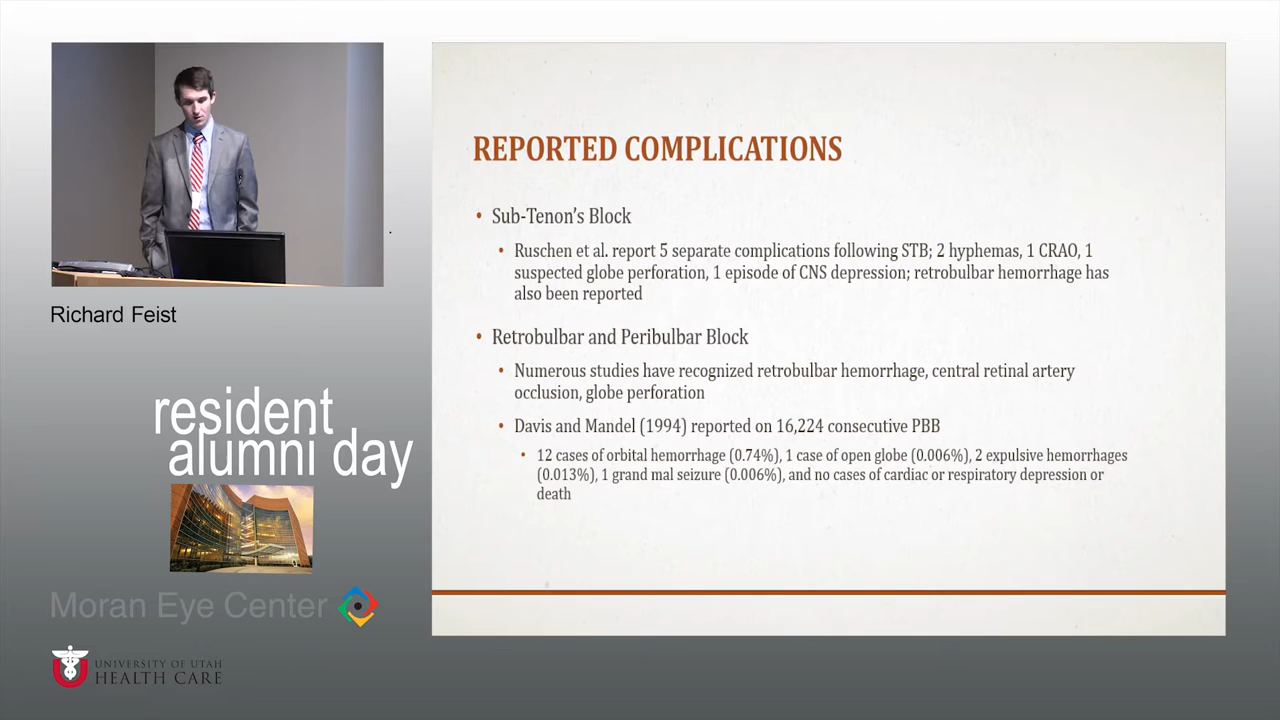 REPORTED COMPLICATIONS
• Sub-Tenon’s Block
• Ruschen et al. report 5 separate complications following STB; 2 hyphemas, 1 CRAO, 1
suspected globe perforation, 1 episode of CNS depression; retrobulbar hemorrhage has
also been reported
• Retrobulbar and Peribulbar Block
• Numerous studies have recognized retrobulbar hemorrhage, central retinal artery
occlusion, globe perforation
• Davis and Mandel (1994) reported on 16,224 consecutive PBB
• 12 cases of orbital hemorrhage (0.74%), 1 case of open globe (0.006%), 2 expulsive hemorrhages
(0.013%), 1 grand mal seizure (0.006%), and no cases of cardiac or respiratory depression or
death
Richard Feist
resident
alumni day
Moran Eye Center
UNIVERSITY OF UTAH
HEALTH CARE